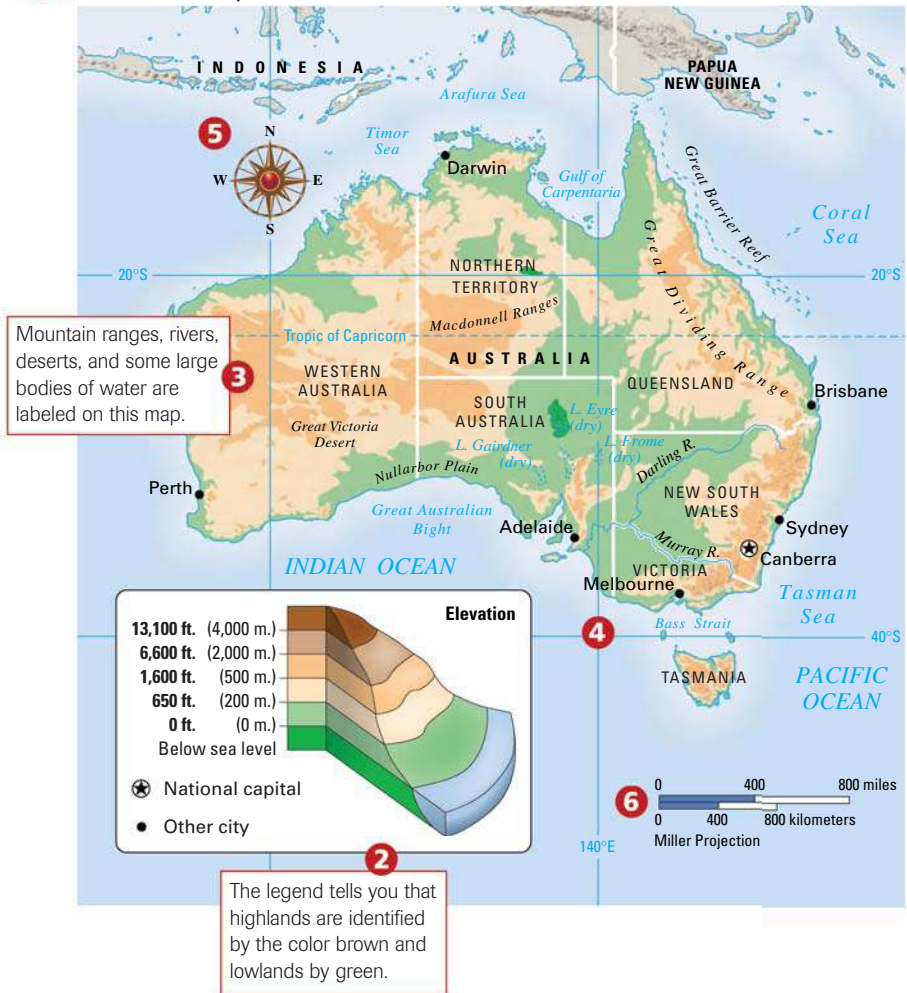 INDONESIA
PAPUA
NEW GUINEA
Arafura Sea
5
N
W E
S
Timor
Sea
Darwin
Gulf of
Carpentaria
Great Barrier Reef
Coral
Sea
20°S
20°S
NORTHERN
TERRITORY
Great Dividing Range
Macdonnell Ranges
Tropic of Capricorn
AUSTRALIA
Mountain ranges, rivers,
deserts, and some large
bodies of water are
labeled on this map.
3
WESTERN
AUSTRALIA
QUEENSLAND
Brisbane
SOUTH
AUSTRALIA
L. Eyre
(dry)
Great Victoria
Desert
L. Gairdner
(dry)
L. Frome
(dry)
Darling R.
Nullarbor Plain
Perth
NEW SOUTH
WALES
Great Australian
Bight
Adelaide
Sydney
Murray R.
Canberra
INDIAN OCEAN
VICTORIA
Melbourne
Tasman
Sea
Bass Strait
4
40°S
TASMANIA
PACIFIC
OCEAN
Elevation
13,100 ft. (4,000 m.)
6,600 ft. (2,000 m.)
1,600 ft. (500 m.)
650 ft. (200 m.)
0 ft. (0 m.)
Below sea level
National capital
Other city
6
0 400 800 miles
0 400 800 kilometers
Miller Projection
140°E
2
The legend tells you that
highlands are identified
by the color brown and
lowlands by green.